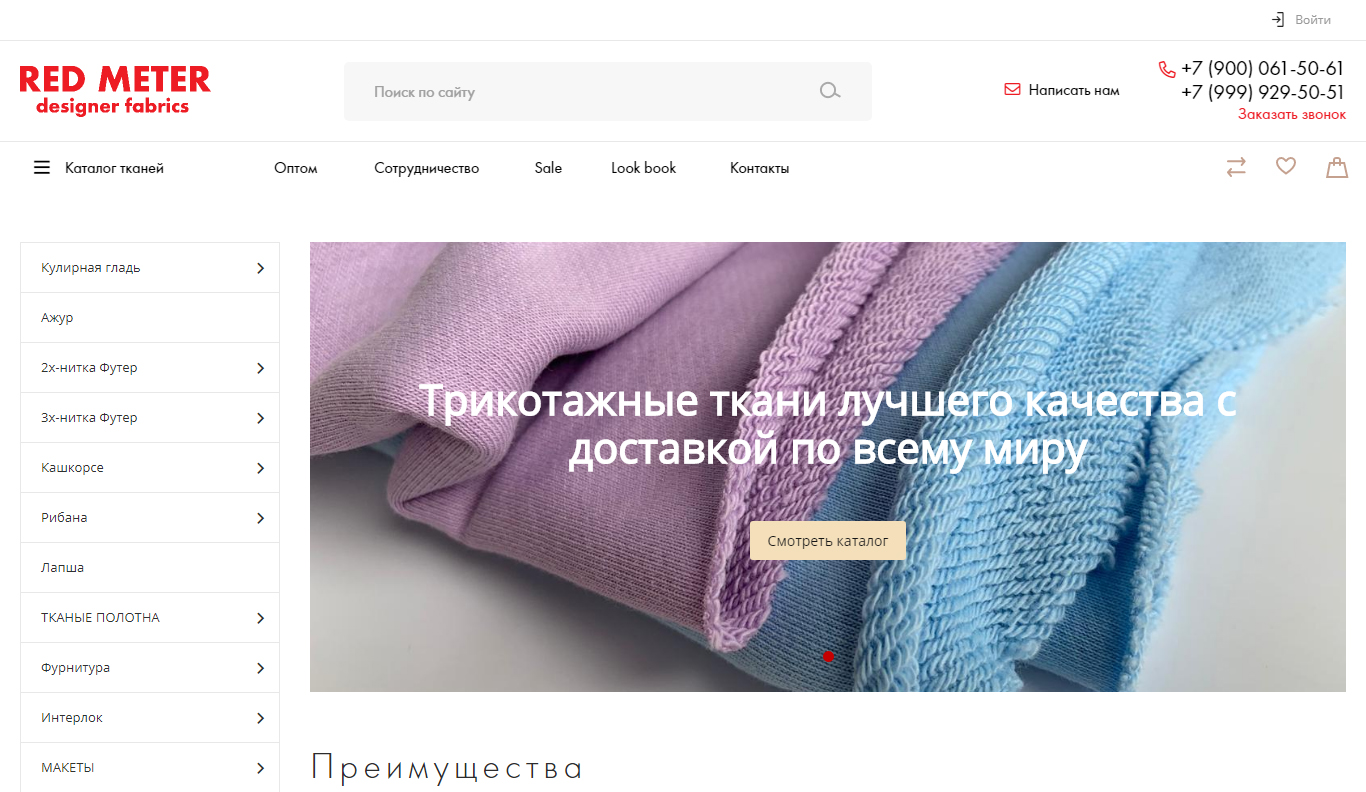 Войти
RED METER
designer fabrics
Поиск по сайту
Написать нам
+7 (900) 061-50-61
+7 (999) 929-50-51
Заказать звонок
Каталог тканей
Оптом
Сотрудничество
Sale
Look book
Контакты
Кулирная гладь
Ажур
2х-нитка Футер
3х-нитка Футер
Кашкорсе
Рибана
Лапша
ТКАНЫЕ ПОЛОТНА
Фурнитура
Интерлок
МАКЕТЫ
Трикотажные ткани лучшего качества с
доставкой по всему миру
Смотреть каталог
Преимущества